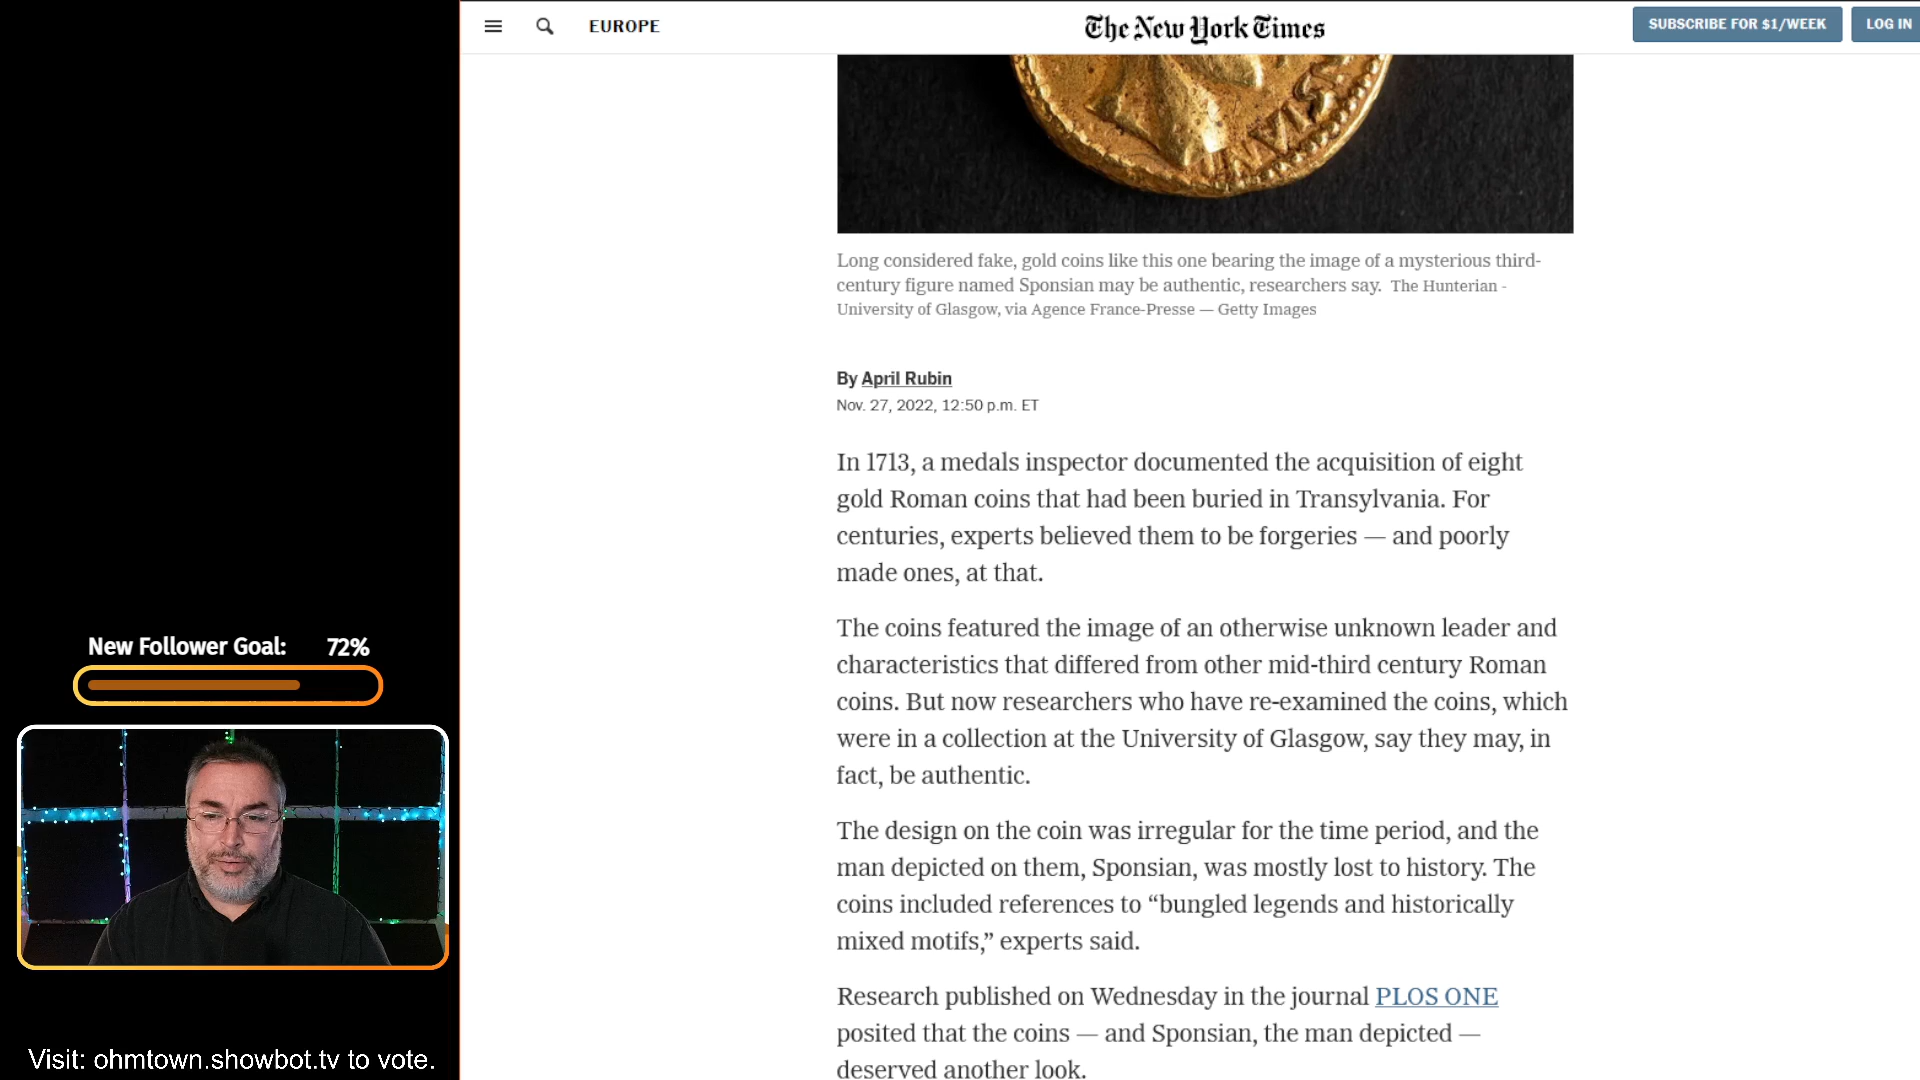 EUROPE
The New York Times
SUBSCRIBE FOR $1/WEEK
LOG IN
Long considered fake, gold coins like this one bearing the image of a mysterious third-
century figure named Sponsian may be authentic, researchers say. The Hunterian -
University of Glasgow, via Agence France-Presse — Getty Images
By April Rubin
Nov. 27, 2022, 12:50 p.m. ET
In 1713, a medals inspector documented the acquisition of eight
gold Roman coins that had been buried in Transylvania. For
centuries, experts believed them to be forgeries — and poorly
made ones, at that.
The coins featured the image of an otherwise unknown leader and
characteristics that differed from other mid-third century Roman
coins. But now researchers who have re-examined the coins, which
were in a collection at the University of Glasgow, say they may, in
fact, be authentic.
The design on the coin was irregular for the time period, and the
man depicted on them, Sponsian, was mostly lost to history. The
coins included references to “bungled legends and historically
mixed motifs,” experts said.
Research published on Wednesday in the journal PLOS ONE
posited that the coins — and Sponsian, the man depicted —
deserved another look.
New Follower Goal: 72%
Visit: ohmtown.showbot.tv to vote.